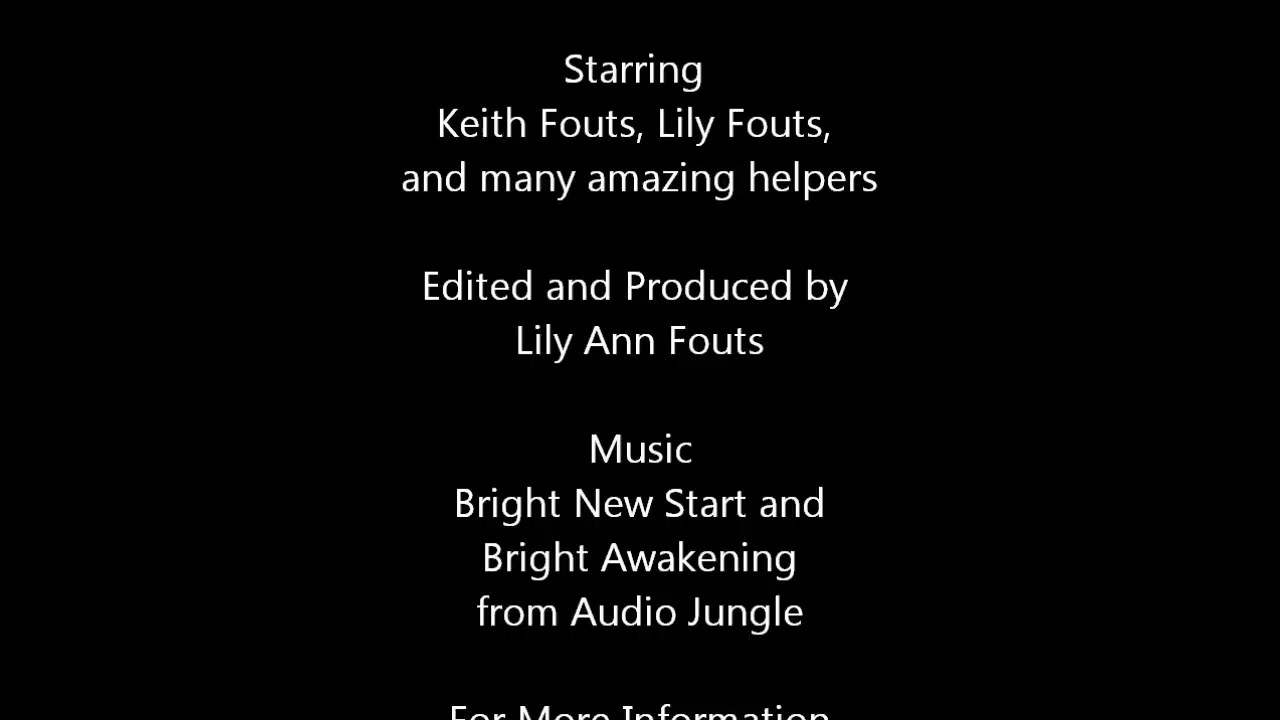 Starring
Keith Fouts, Lily Fouts,
and many amazing helpers
Edited and Produced by
Lily Ann Fouts
Music
Bright New Start and
Bright Awakening
from Audio Jungle
For More Information